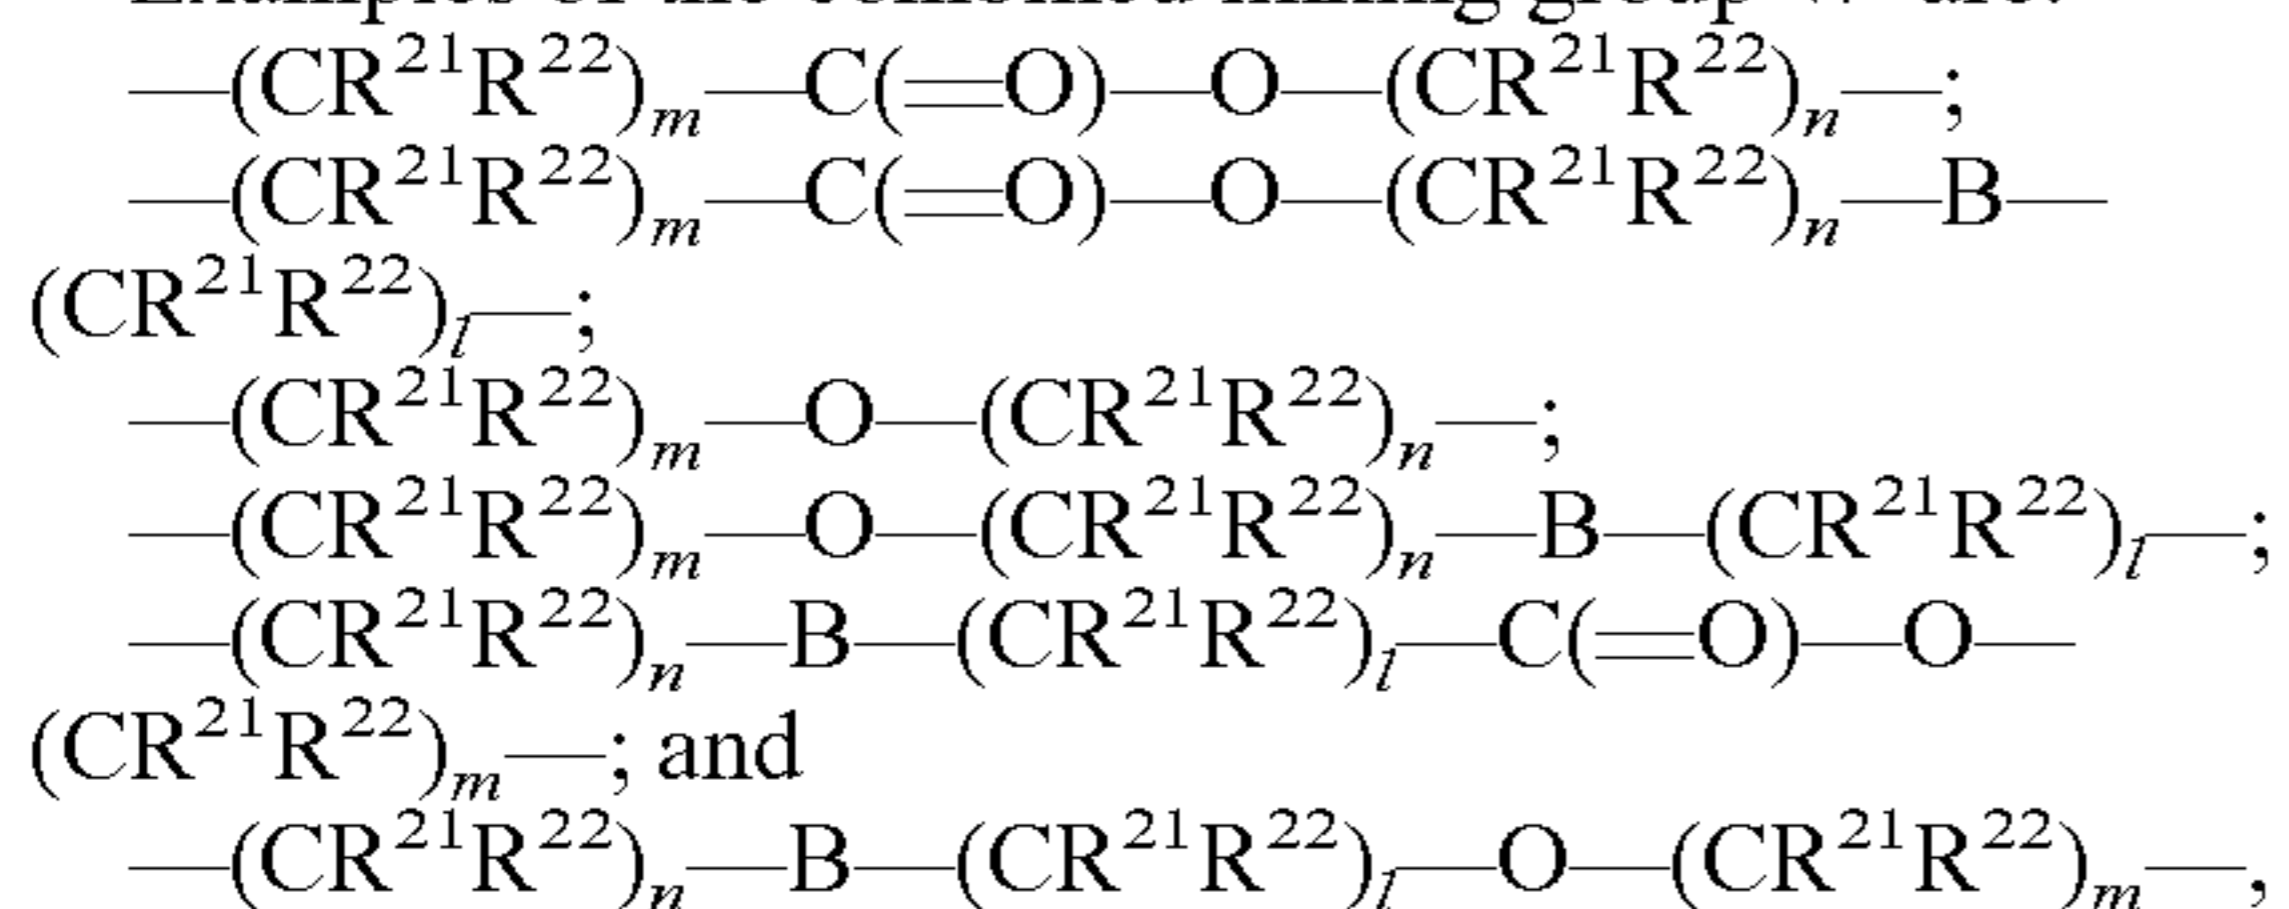 —(CR²¹R²²)ₘ—C(=O)—O—(CR²¹R²²)ₙ—;
—(CR²¹R²²)ₘ—C(=O)—O—(CR²¹R²²)ₙ—B—
(CR²¹R²²)ₗ—;
—(CR²¹R²²)ₘ—O—(CR²¹R²²)ₙ—;
—(CR²¹R²²)ₘ—O—(CR²¹R²²)ₙ—B—(CR²¹R²²)ₗ—;
—(CR²¹R²²)ₙ—B—(CR²¹R²²)ₗ—C(=O)—O—
(CR²¹R²²)ₘ—; and
—(CR²¹R²²)ₙ—B—(CR²¹R²²)ₗ—O—(CR²¹R²²)ₘ—,